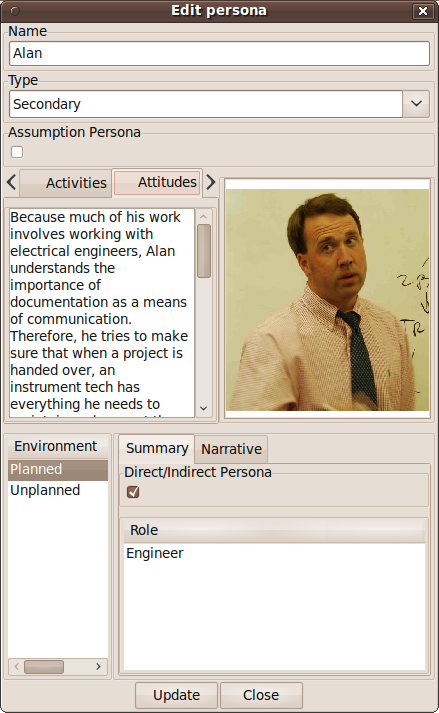 Edit persona
Name
Alan
Type
Secondary
Assumption Persona
Activities
Attitudes
Because much of his work
involves working with
electrical engineers, Alan
understands the
importance of
documentation as a means
of communication.
Therefore, he tries to make
sure that when a project is
handed over, an
instrument tech has
everything he needs to
Environment
Planned
Unplanned
Summary
Narrative
Direct/Indirect Persona
Role
Engineer
Update
Close